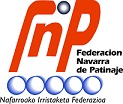 fnp
Federacion
Navarra
de Patinaje
Nafarroako Irristaketa Federazioa